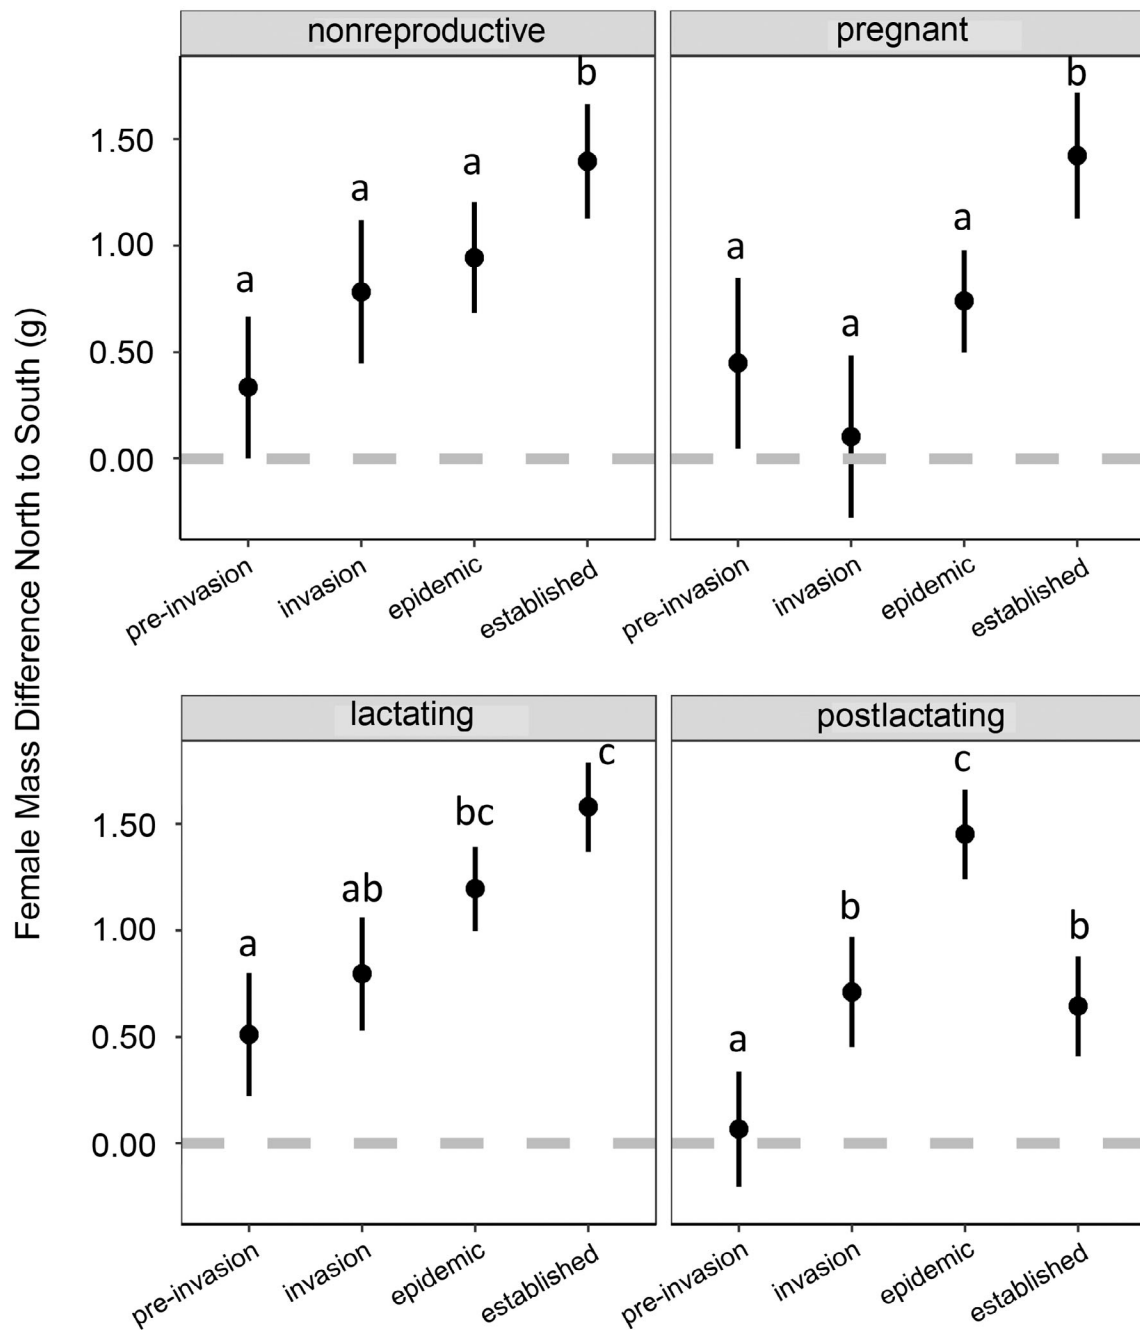 nonreproductive
pregnant
b
b
1.50
a
a
a
a
a
1.00
a
0.50
0.00
pre-invasion
invasion
epidemic
established
pre-invasion
invasion
epidemic
established
Female Mass Difference North to South (g)
lactating
postlactating
c
c
bc
1.50
ab
b
b
a
1.00
a
0.50
0.00
pre-invasion
invasion
epidemic
established
pre-invasion
invasion
epidemic
established